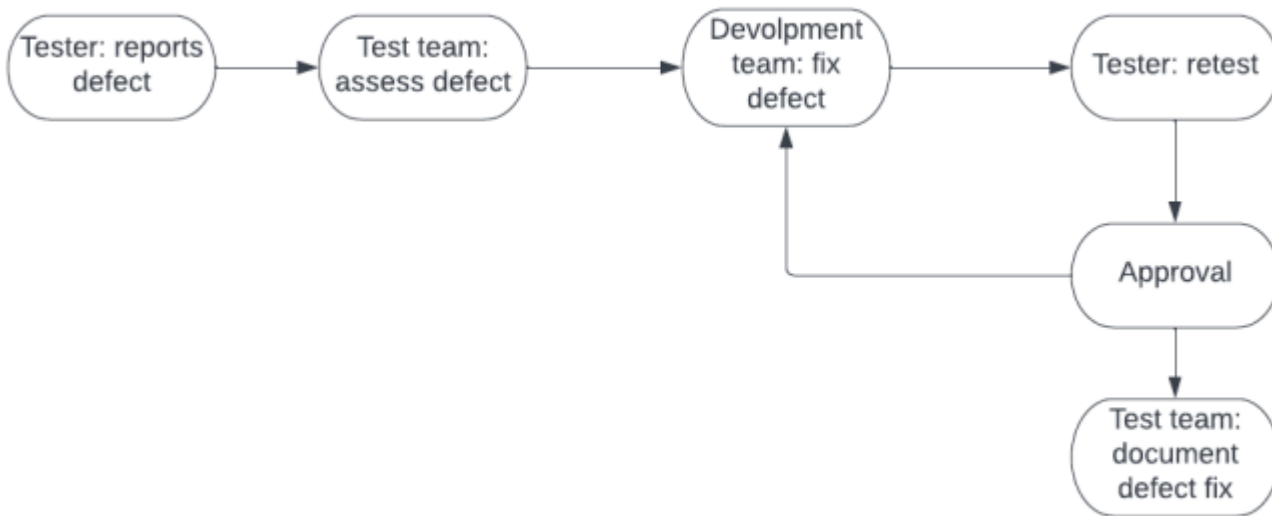 Tester: reports
defect
Test team:
assess defect
Devolpment
team: fix
defect
Tester: retest
Approval
Test team:
document
defect fix